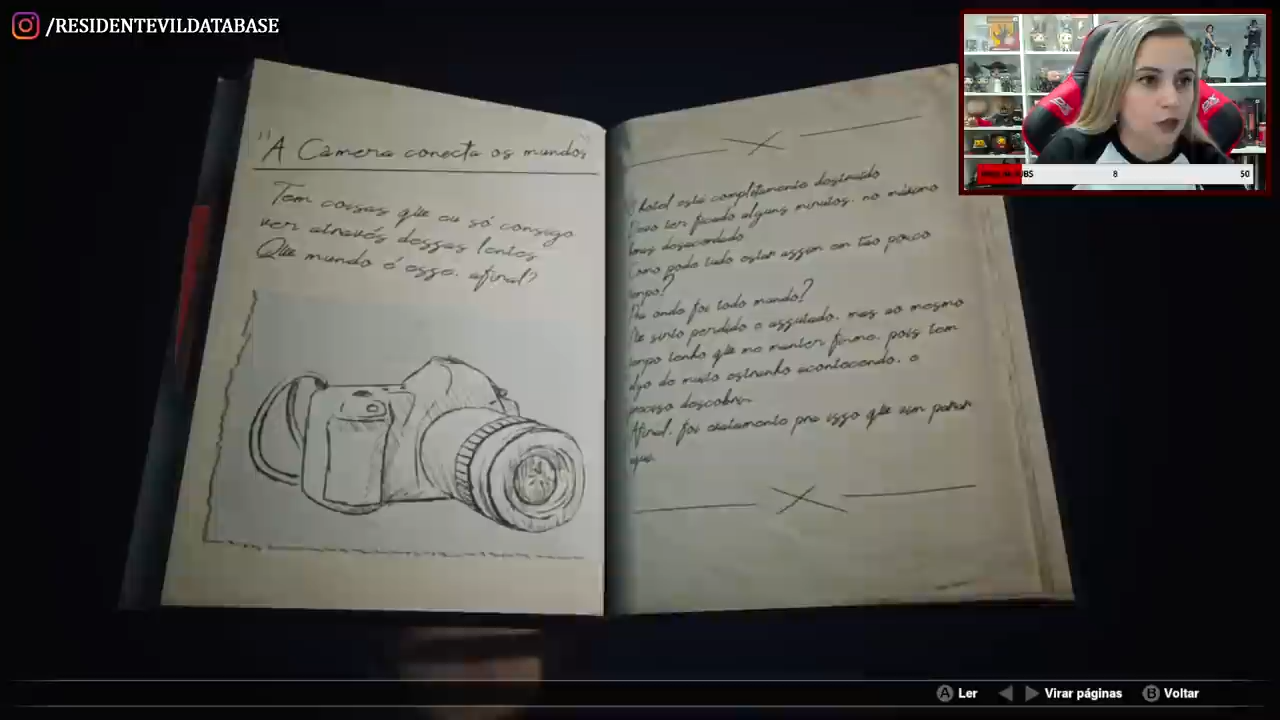 /RESIDENTEVILDATABASE
"A Camera conecta os mundos"
Tem coisas que eu só consigo
ver através dessas lentes
Que mundo é esse, afinal?
O hotel está completamente destruído
Devo ter ficado alguns minutos, no máximo
horas desacordado
Como pode tudo estar assim em tão pouco
tempo?
Pra onde foi todo mundo?
Me sinto perdido e assustado, mas ao mesmo
tempo tenho que me manter firme, pois tem
algo de muito estranho acontecendo, e
preciso descobrir
Afinal, foi exatamente pra isso que vim parar
aqui.
8
50
A Ler
Virar páginas
B Voltar